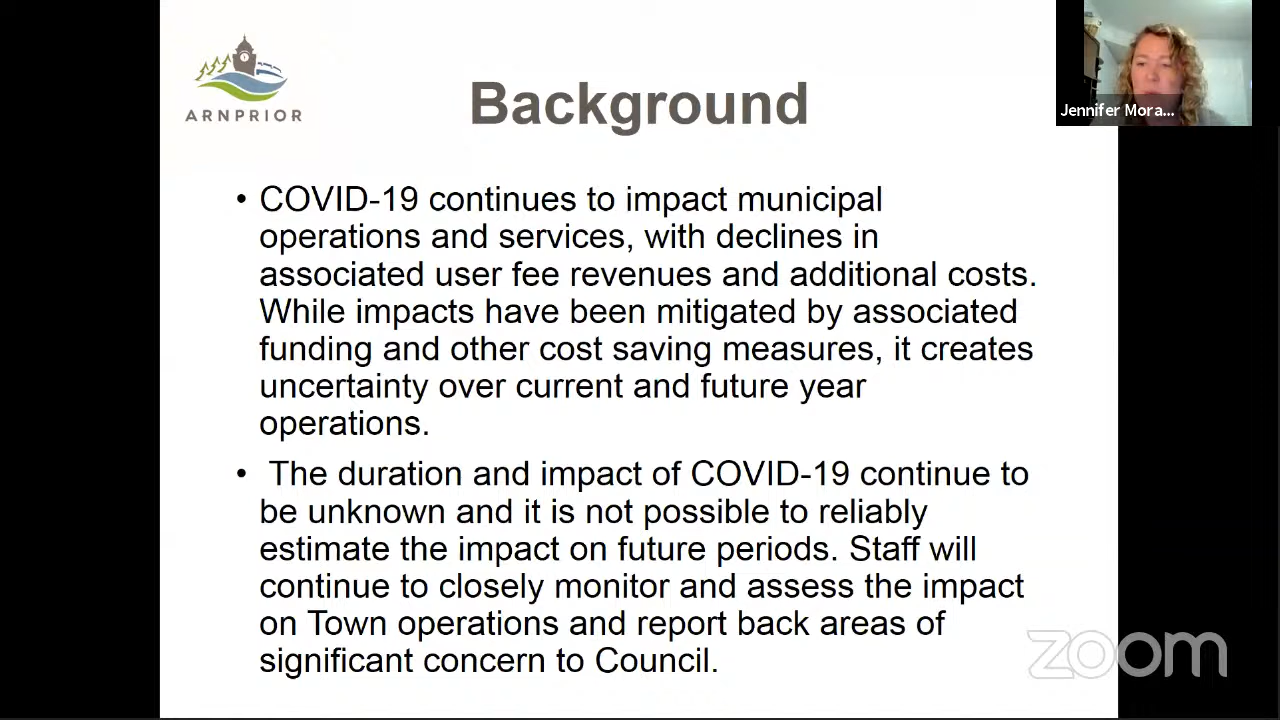 ARNPRIOR
Background
Jennifer Mora...
• COVID-19 continues to impact municipal
operations and services, with declines in
associated user fee revenues and additional costs.
While impacts have been mitigated by associated
funding and other cost saving measures, it creates
uncertainty over current and future year
operations.
• The duration and impact of COVID-19 continue to
be unknown and it is not possible to reliably
estimate the impact on future periods. Staff will
continue to closely monitor and assess the impact
on Town operations and report back areas of
significant concern to Council.
zoom